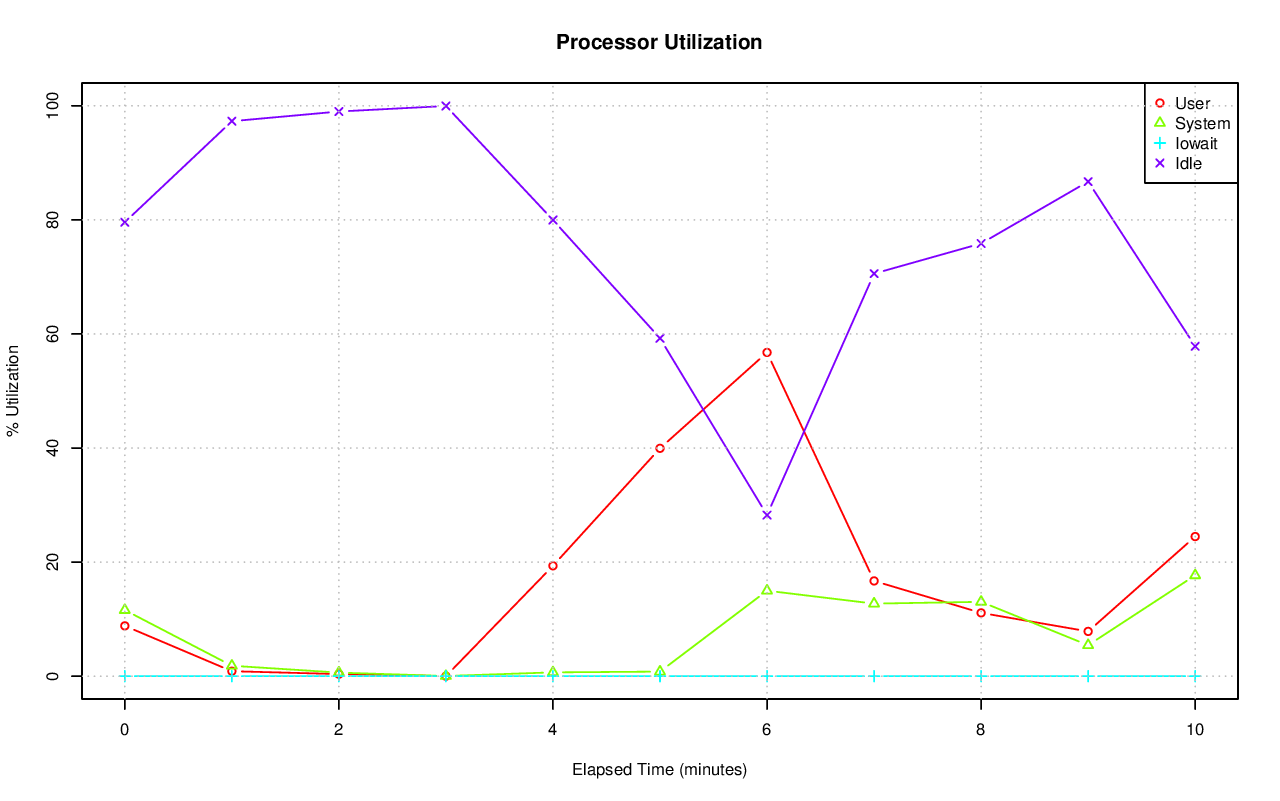 Processor Utilization
User
System
Iowait
Idle
100
80
60
40
20
0
% Utilization
0 2 4 6 8 10
Elapsed Time (minutes)